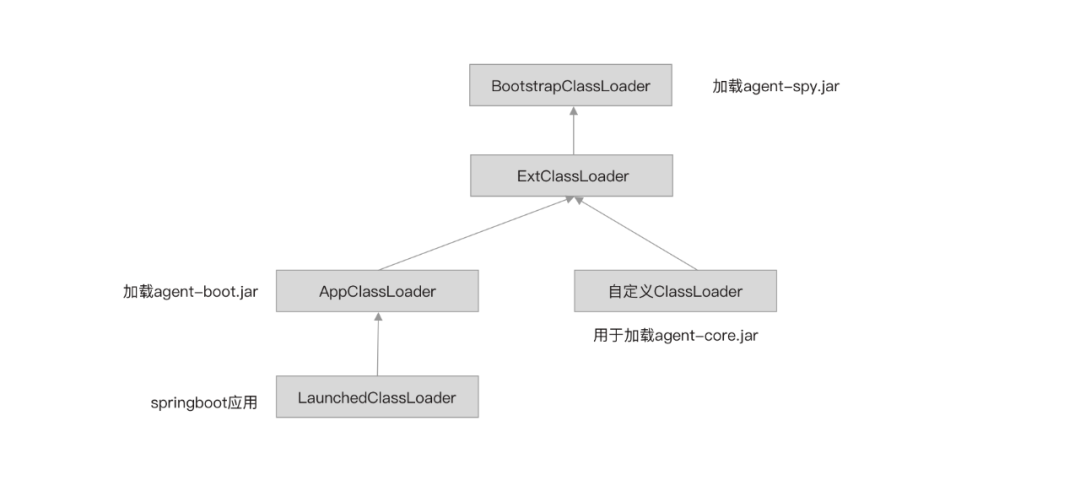 BootstrapClassLoader
加载agent-spy.jar
ExtClassLoader
加载agent-boot.jar
AppClassLoader
自定义ClassLoader
用于加载agent-core.jar
springboot应用
LaunchedClassLoader